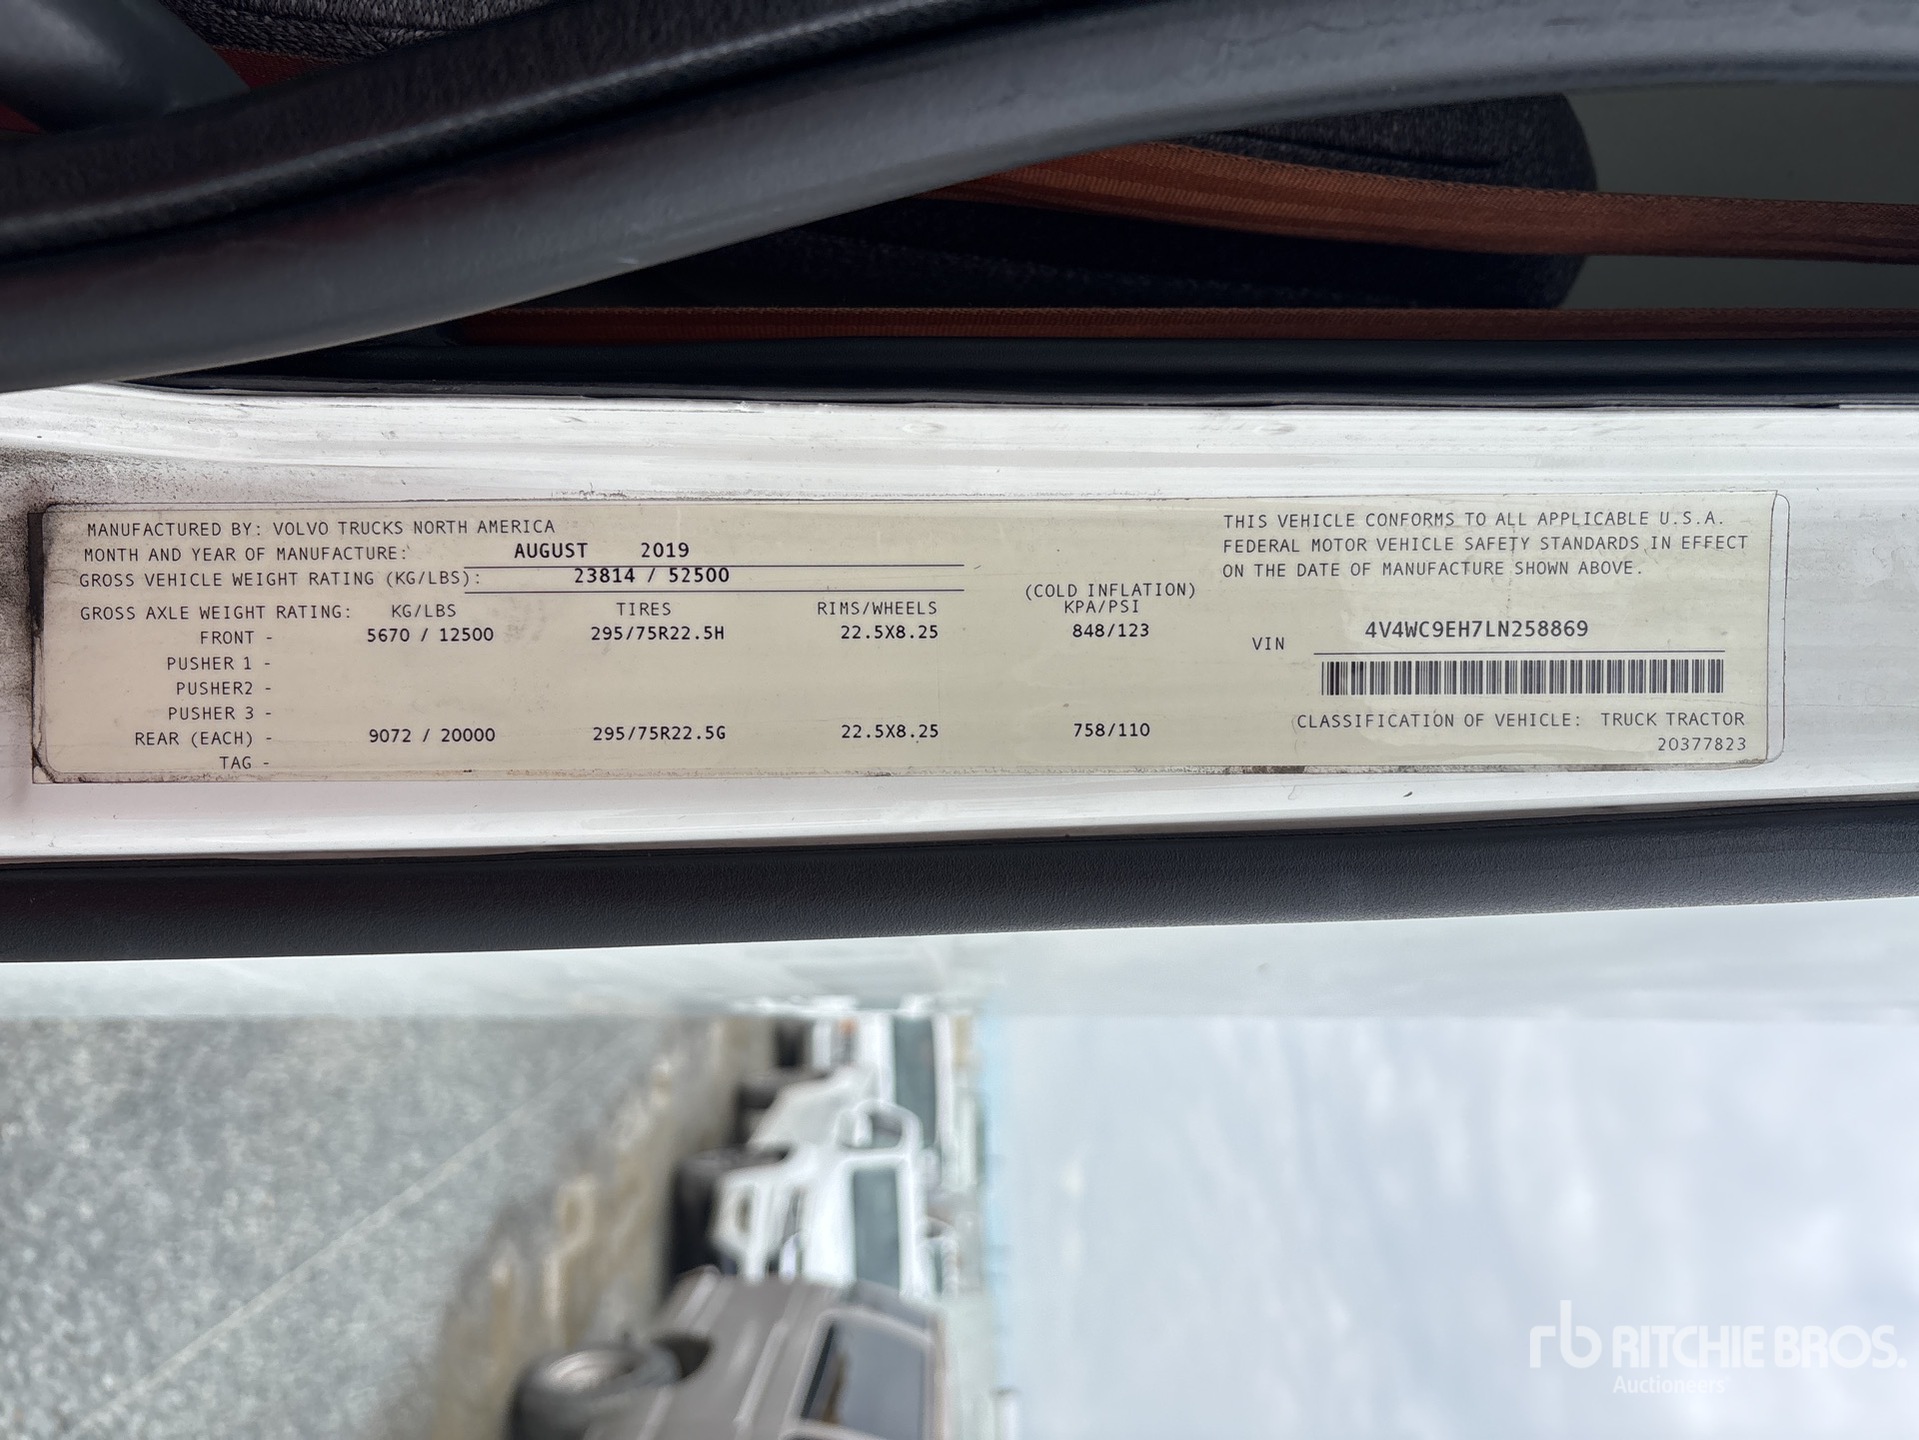 MANUFACTURED BY: VOLVO TRUCKS NORTH AMERICA
MONTH AND YEAR OF MANUFACTURE: AUGUST 2019
GROSS VEHICLE WEIGHT RATING (KG/LBS): 23814 / 52500
GROSS AXLE WEIGHT RATING: KG/LBS TIRES RIMS/WHEELS (COLD INFLATION) KPA/PSI
FRONT - 5670 / 12500 295/75R22.5H 22.5X8.25 848/123
PUSHER 1 -
PUSHER2 -
PUSHER 3 -
REAR (EACH) - 9072 / 20000 295/75R22.5G 22.5X8.25 758/110
TAG -
THIS VEHICLE CONFORMS TO ALL APPLICABLE U.S.A.
FEDERAL MOTOR VEHICLE SAFETY STANDARDS IN EFFECT
ON THE DATE OF MANUFACTURE SHOWN ABOVE.
VIN 4V4WC9EH7LN258869
CLASSIFICATION OF VEHICLE: TRUCK TRACTOR
20377823
rb RITCHIE BROS.
Auctioneers